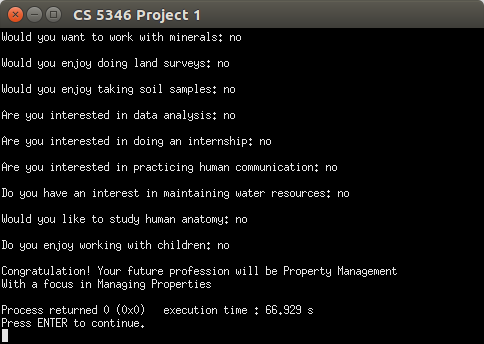 CS 5346 Project 1
Would you want to work with minerals: no
Would you enjoy doing land surveys: no
Would you enjoy taking soil samples: no
Are you interested in data analysis: no
Are you interested in doing an internship: no
Are you interested in practicing human communication: no
Do you have an interest in maintaining water resources: no
Would you like to study human anatomy: no
Do you enjoy working with children: no
Congratulation! Your future profession will be Property Management
With a focus in Managing Properties
Process returned 0 (0x0)   execution time : 66.929 s
Press ENTER to continue.